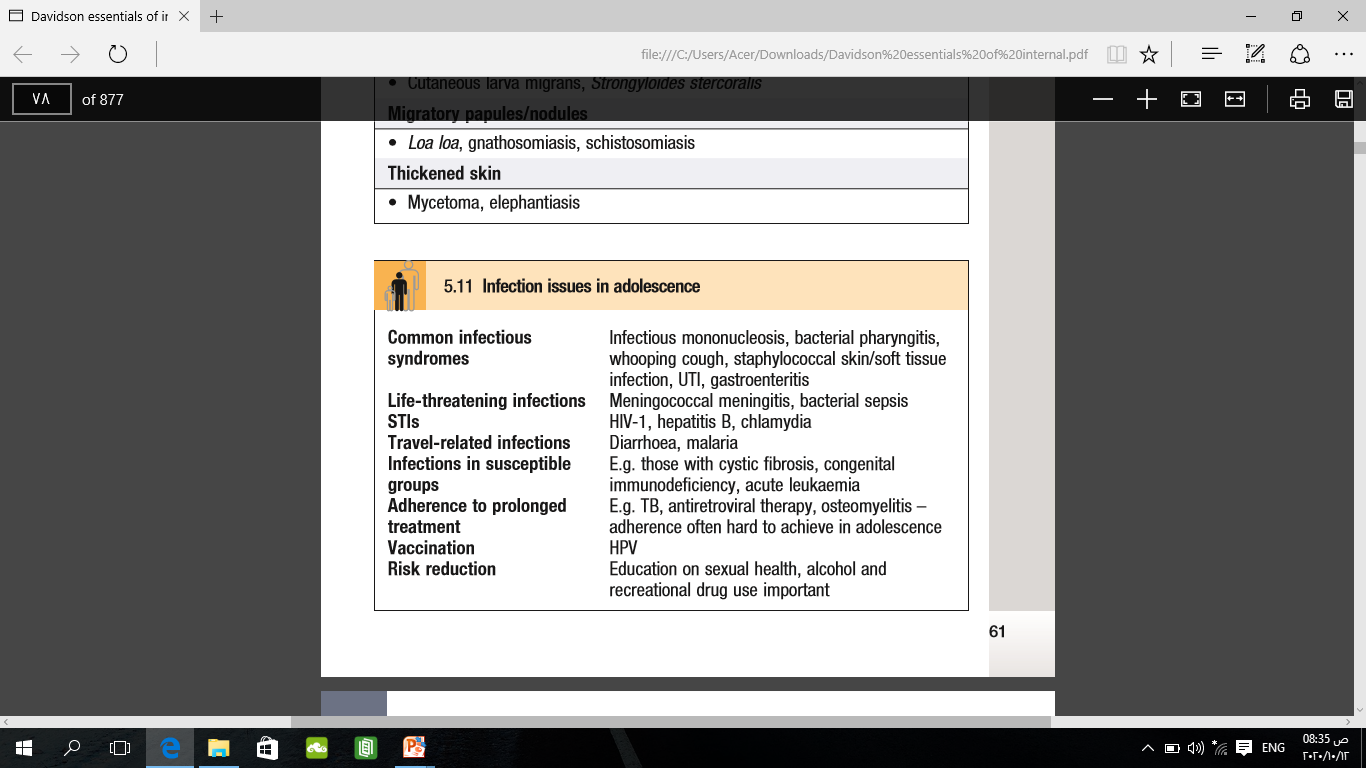 Davidson essentials of ir
file:///C:/Users/Acer/Downloads/Davidson%20essentials%20of%20internal.pdf
٧٨ of 877
• Cutaneous larva migrans, Strongyloides stercoralis
Migratory papules/nodules
• Loa loa, gnathosomiasis, schistosomiasis
Thickened skin
• Mycetoma, elephantiasis
5.11 Infection issues in adolescence
Common infectious syndromes Infectious mononucleosis, bacterial pharyngitis,
whooping cough, staphylococcal skin/soft tissue
infection, UTI, gastroenteritis
Life-threatening infections Meningococcal meningitis, bacterial sepsis
STIs HIV-1, hepatitis B, chlamydia
Travel-related infections Diarrhoea, malaria
Infections in susceptible groups E.g. those with cystic fibrosis, congenital
immunodeficiency, acute leukaemia
Adherence to prolonged treatment E.g. TB, antiretroviral therapy, osteomyelitis –
adherence often hard to achieve in adolescence
Vaccination HPV
Risk reduction Education on sexual health, alcohol and
recreational drug use important
61
ENG
08:35 ص
٢٠٢٠/١٠/١٢